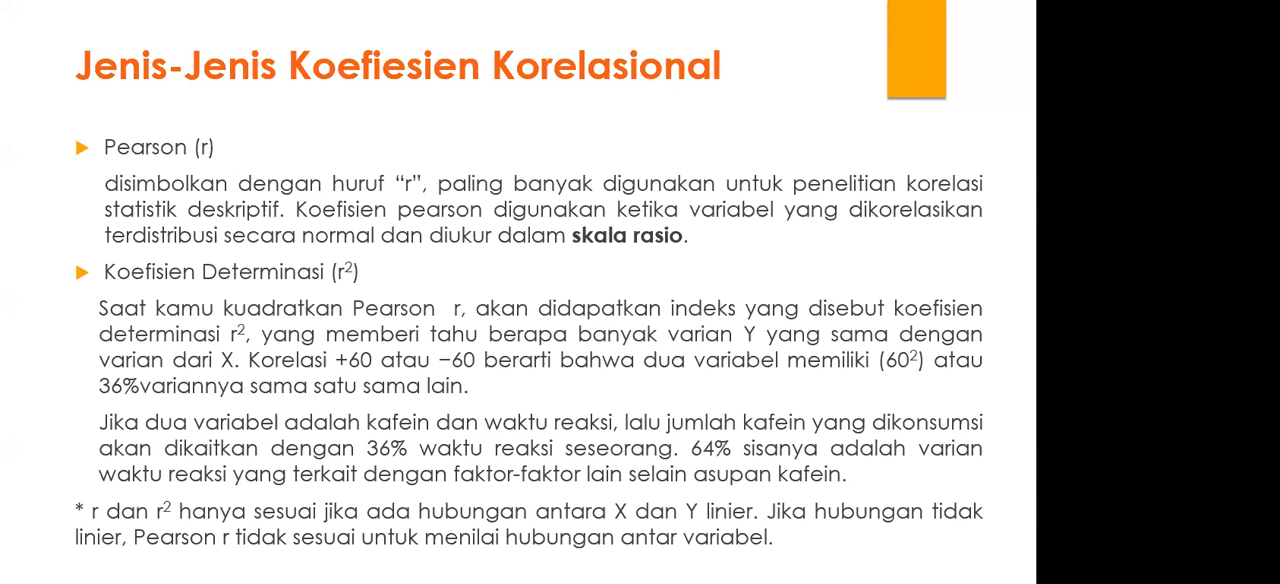 Jenis-Jenis Koefiesien Korelasional
Pearson (r)
disimbolkan dengan huruf “r”, paling banyak digunakan untuk penelitian korelasi
statistik deskriptif. Koefisien pearson digunakan ketika variabel yang dikorelasikan
terdistribusi secara normal dan diukur dalam skala rasio.
Koefisien Determinasi (r²)
Saat kamu kuadratkan Pearson r, akan didapatkan indeks yang disebut koefisien
determinasi r², yang memberi tahu berapa banyak varian Y yang sama dengan
varian dari X. Korelasi +60 atau −60 berarti bahwa dua variabel memiliki (60²) atau
36%variannya sama satu sama lain.
Jika dua variabel adalah kafein dan waktu reaksi, lalu jumlah kafein yang dikonsumsi
akan dikaitkan dengan 36% waktu reaksi seseorang. 64% sisanya adalah varian
waktu reaksi yang terkait dengan faktor-faktor lain selain asupan kafein.
* r dan r² hanya sesuai jika ada hubungan antara X dan Y linier. Jika hubungan tidak
linier, Pearson r tidak sesuai untuk menilai hubungan antar variabel.